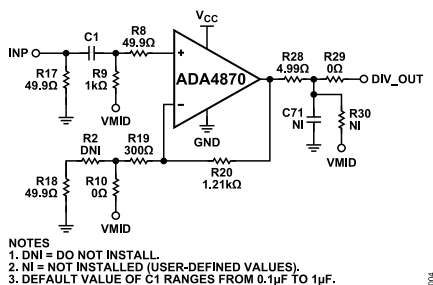 VCC
INP
C1
R8
49.9Ω
R17
49.9Ω
R9
1kΩ
VMID
+
ADA4870
−
GND
R28
4.99Ω
R29
0Ω
DIV_OUT
C71
NI
R30
NI
VMID
R2
DNI
R19
300Ω
R20
1.21kΩ
R18
49.9Ω
R10
0Ω
VMID
NOTES
1. DNI = DO NOT INSTALL.
2. NI = NOT INSTALLED (USER-DEFINED VALUES).
3. DEFAULT VALUE OF C1 RANGES FROM 0.1µF TO 1µF.
004